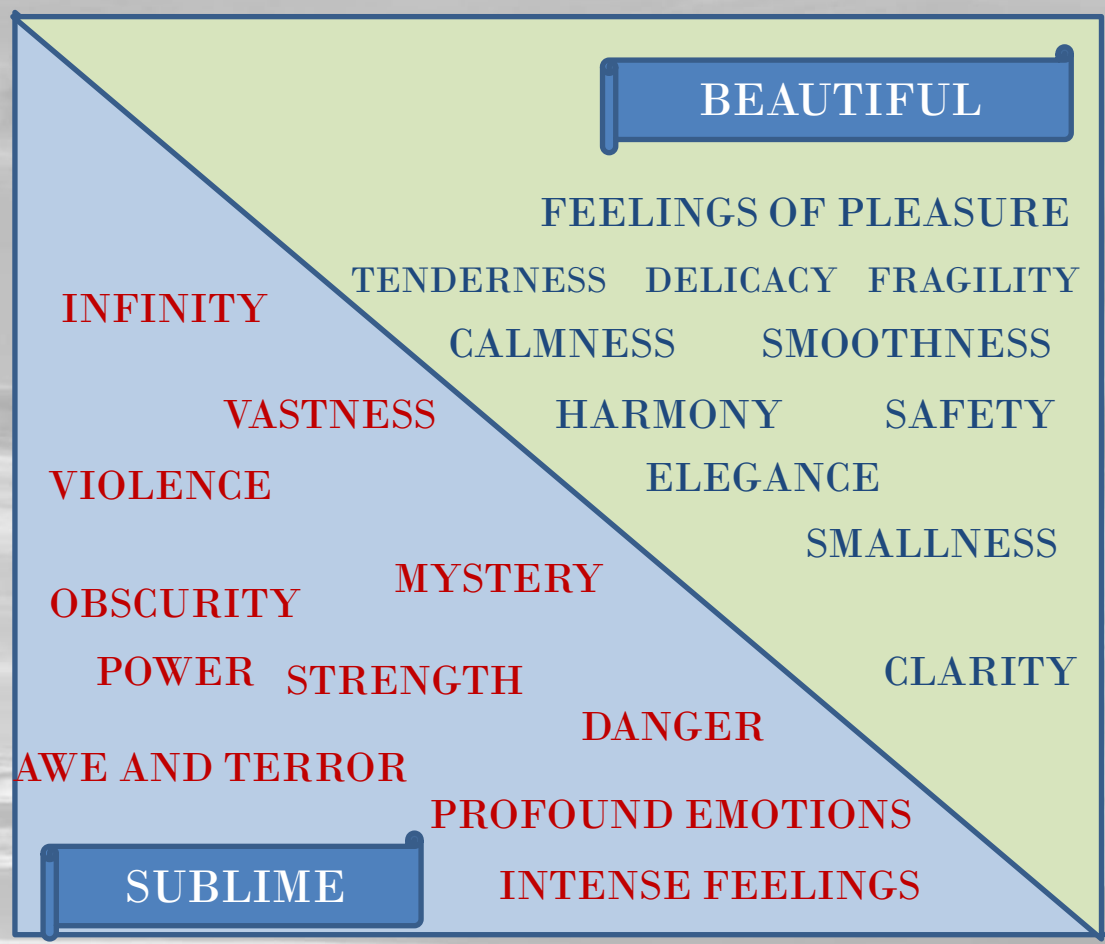 BEAUTIFUL
FEELINGS OF PLEASURE
TENDERNESS DELICACY FRAGILITY
CALMNESS SMOOTHNESS
HARMONY SAFETY
ELEGANCE
SMALLNESS
CLARITY
INFINITY
VASTNESS
VIOLENCE
MYSTERY
OBSCURITY
POWER STRENGTH
DANGER
AWE AND TERROR
PROFOUND EMOTIONS
INTENSE FEELINGS
SUBLIME